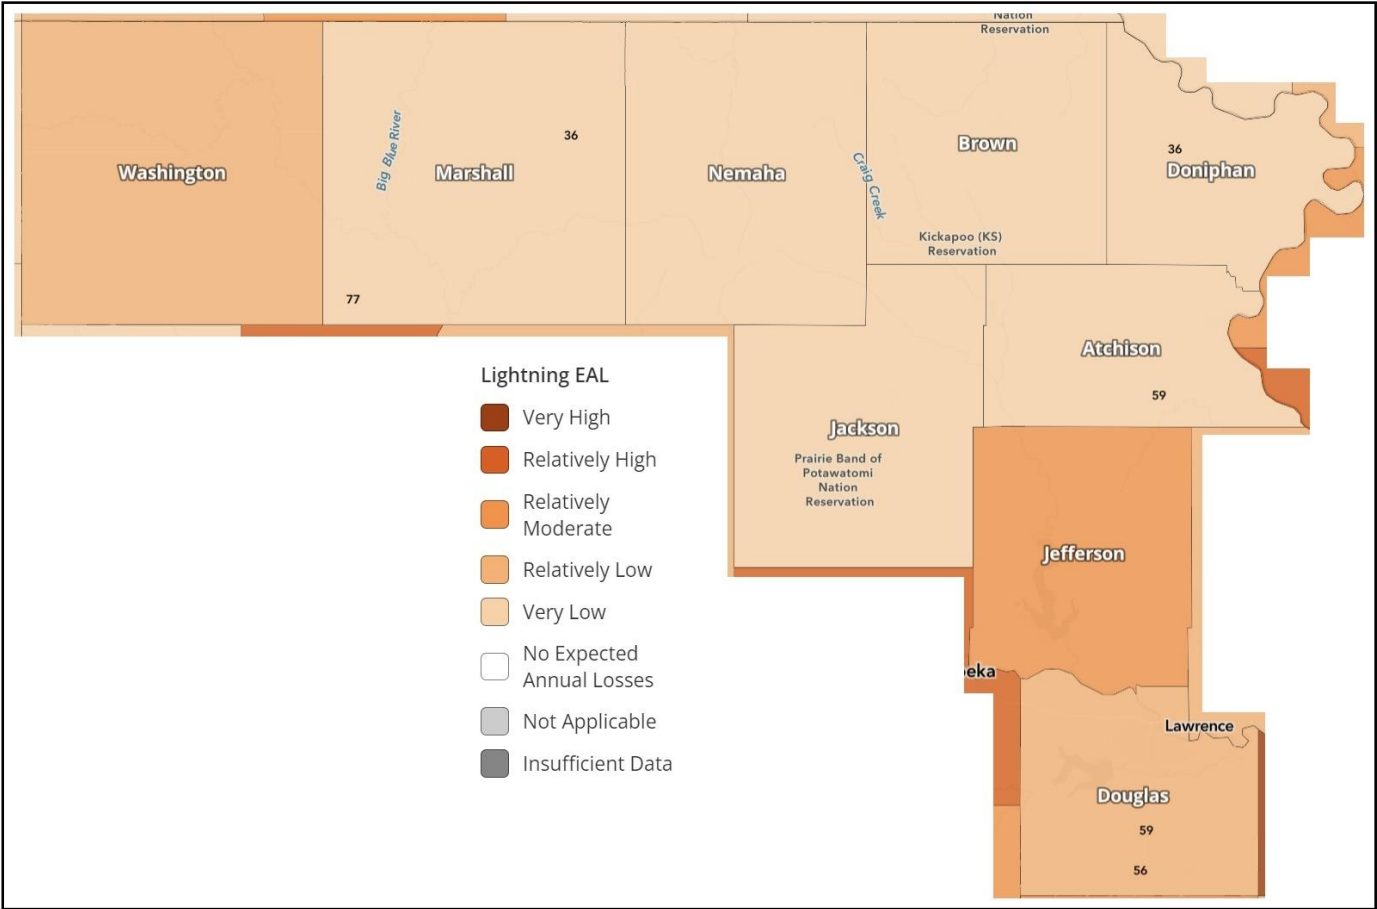 Nation
Reservation
Washington
Big Blue River
Marshall
36
Nemaha
Craig Creek
Brown
36
Doniphan
Kickapoo (KS)
Reservation
77
Atchison
59
Lightning EAL
Very High
Relatively High
Relatively
Moderate
Relatively Low
Very Low
No Expected
Annual Losses
Not Applicable
Insufficient Data
Jackson
Prairie Band of
Potawatomi
Nation
Reservation
Jefferson
eka
Lawrence
Douglas
59
56